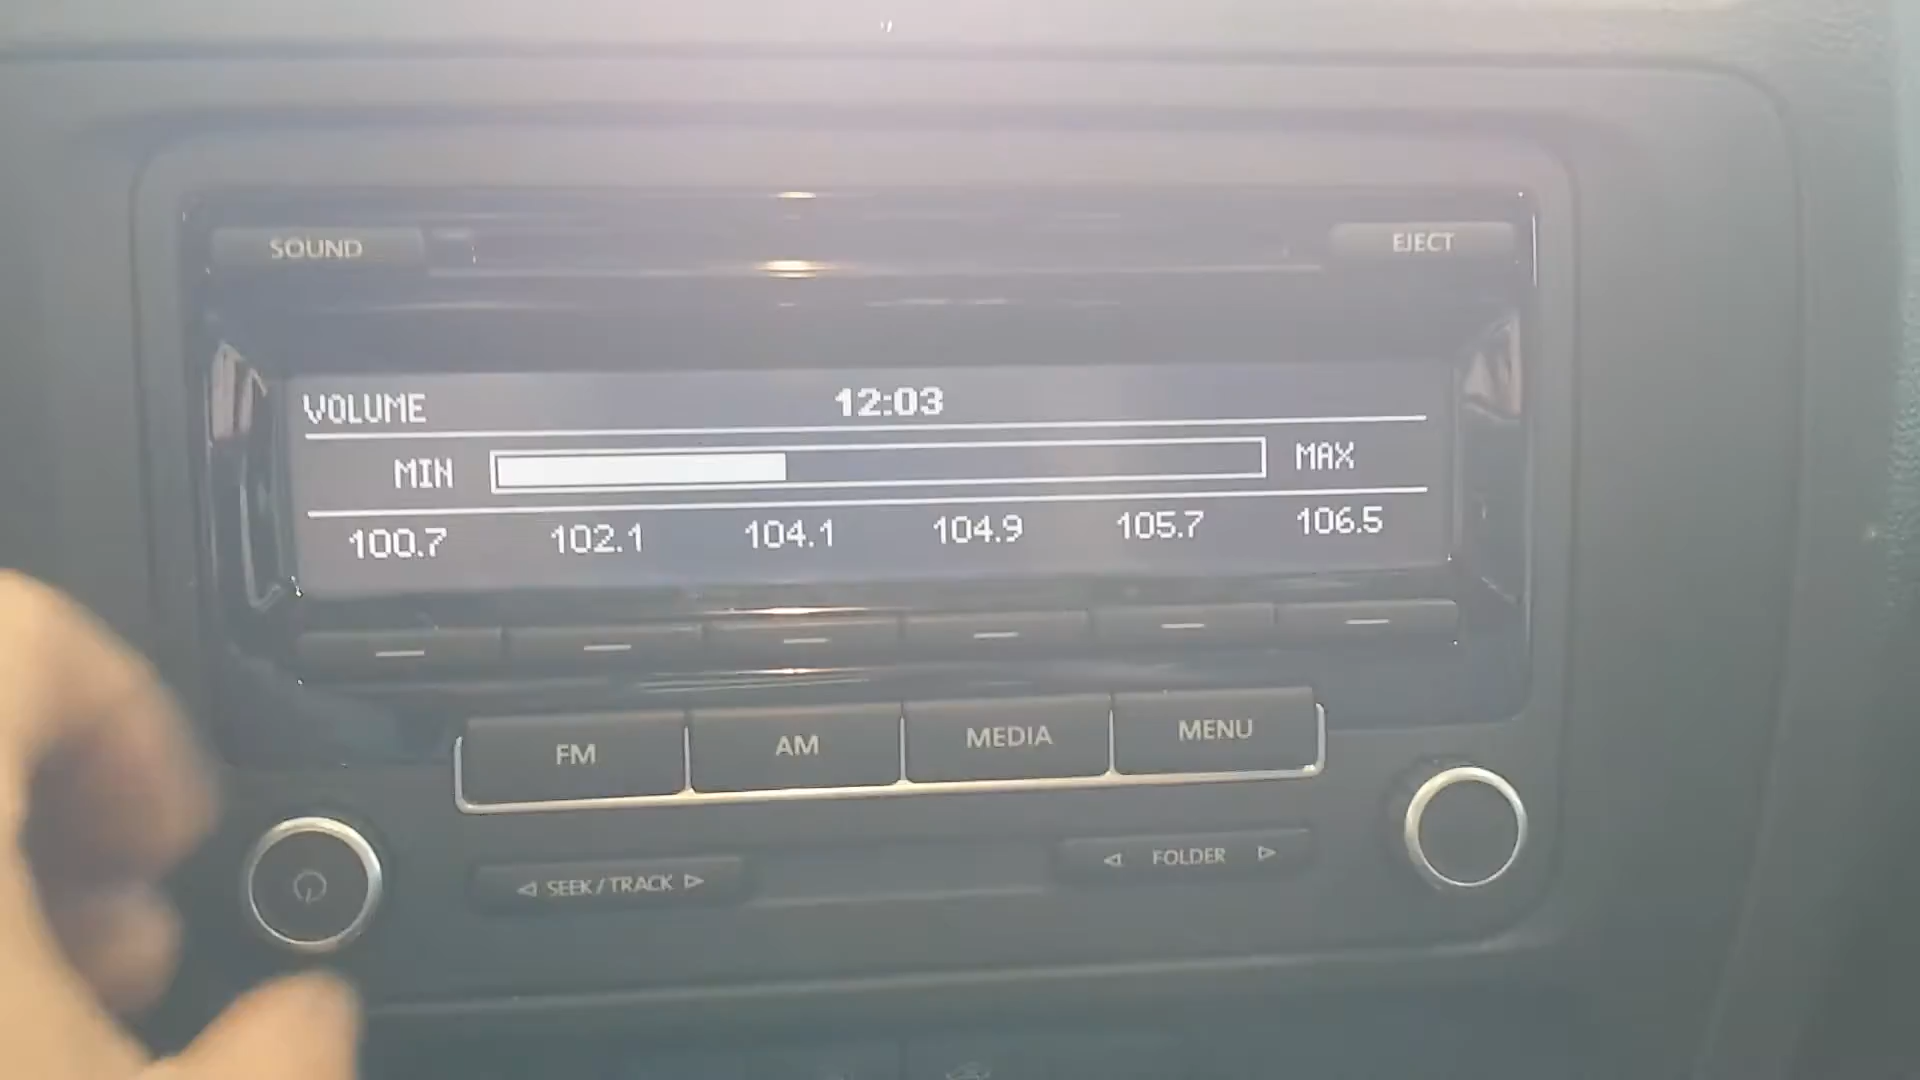 SOUND EJECT
VOLUME 12:03
MIN MAX
100.7 102.1 104.1 104.9 105.7 106.5
FM AM MEDIA MENU
SEEK / TRACK FOLDER